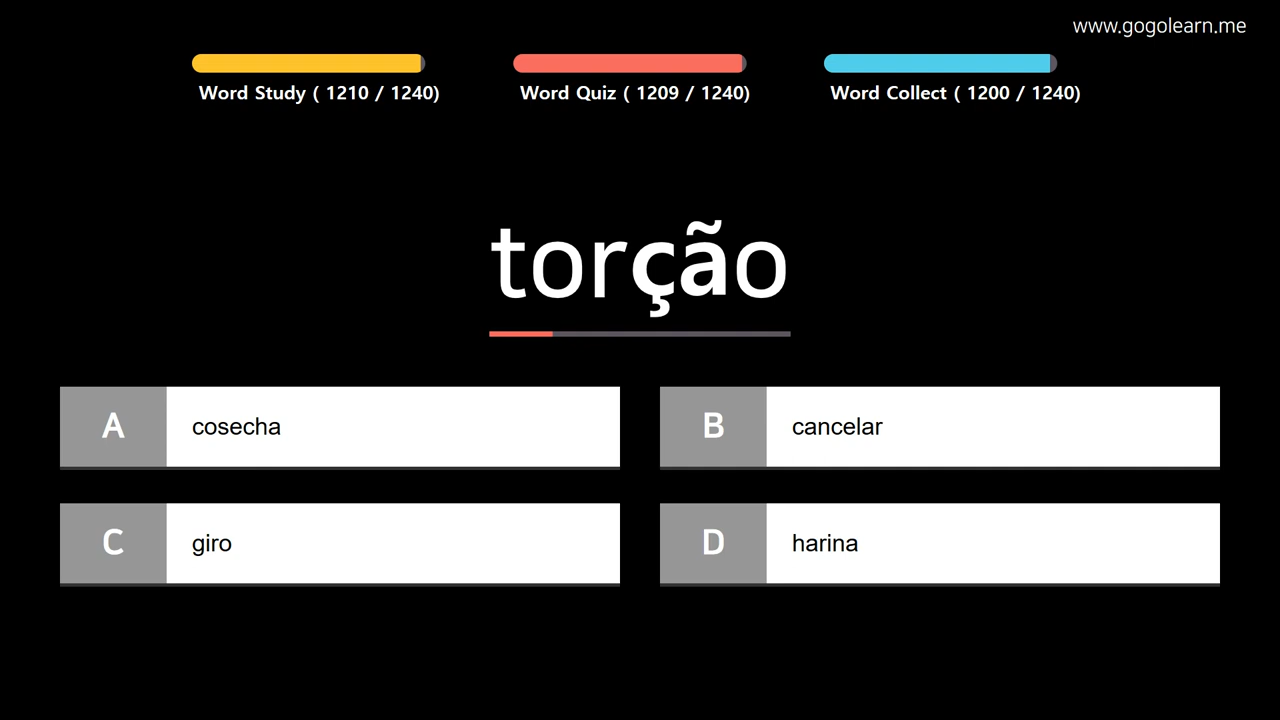 www.gogolearn.me
Word Study ( 1210 / 1240)
Word Quiz ( 1209 / 1240)
Word Collect ( 1200 / 1240)
torção
A cosecha
B cancelar
C giro
D harina